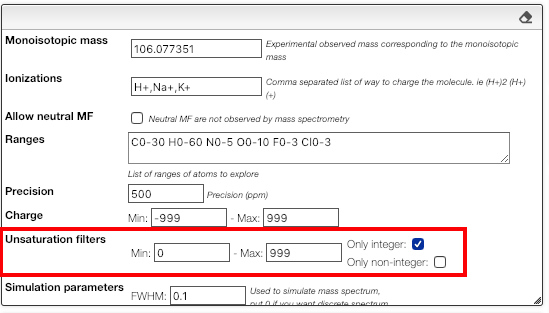 Monoisotopic mass
106.077351
Experimental observed mass corresponding to the monoisotopic
mass
Ionizations
H+,Na+,K+
Comma separated list of way to charge the molecule. ie (H+)2 (H+)
(+)
Allow neutral MF
Neutral MF are not observed by mass spectrometry
Ranges
C0-30 H0-60 N0-5 O0-10 F0-3 Cl0-3
List of ranges of atoms to explore
Precision
500
Precision (ppm)
Charge
Min: -999 - Max: 999
Unsaturation filters
Min: 0 - Max: 999
Only integer:
Only non-integer:
Simulation parameters
FWHM: 0.1
Used to simulate mass spectrum,
put 0 if you want discrete spectrum